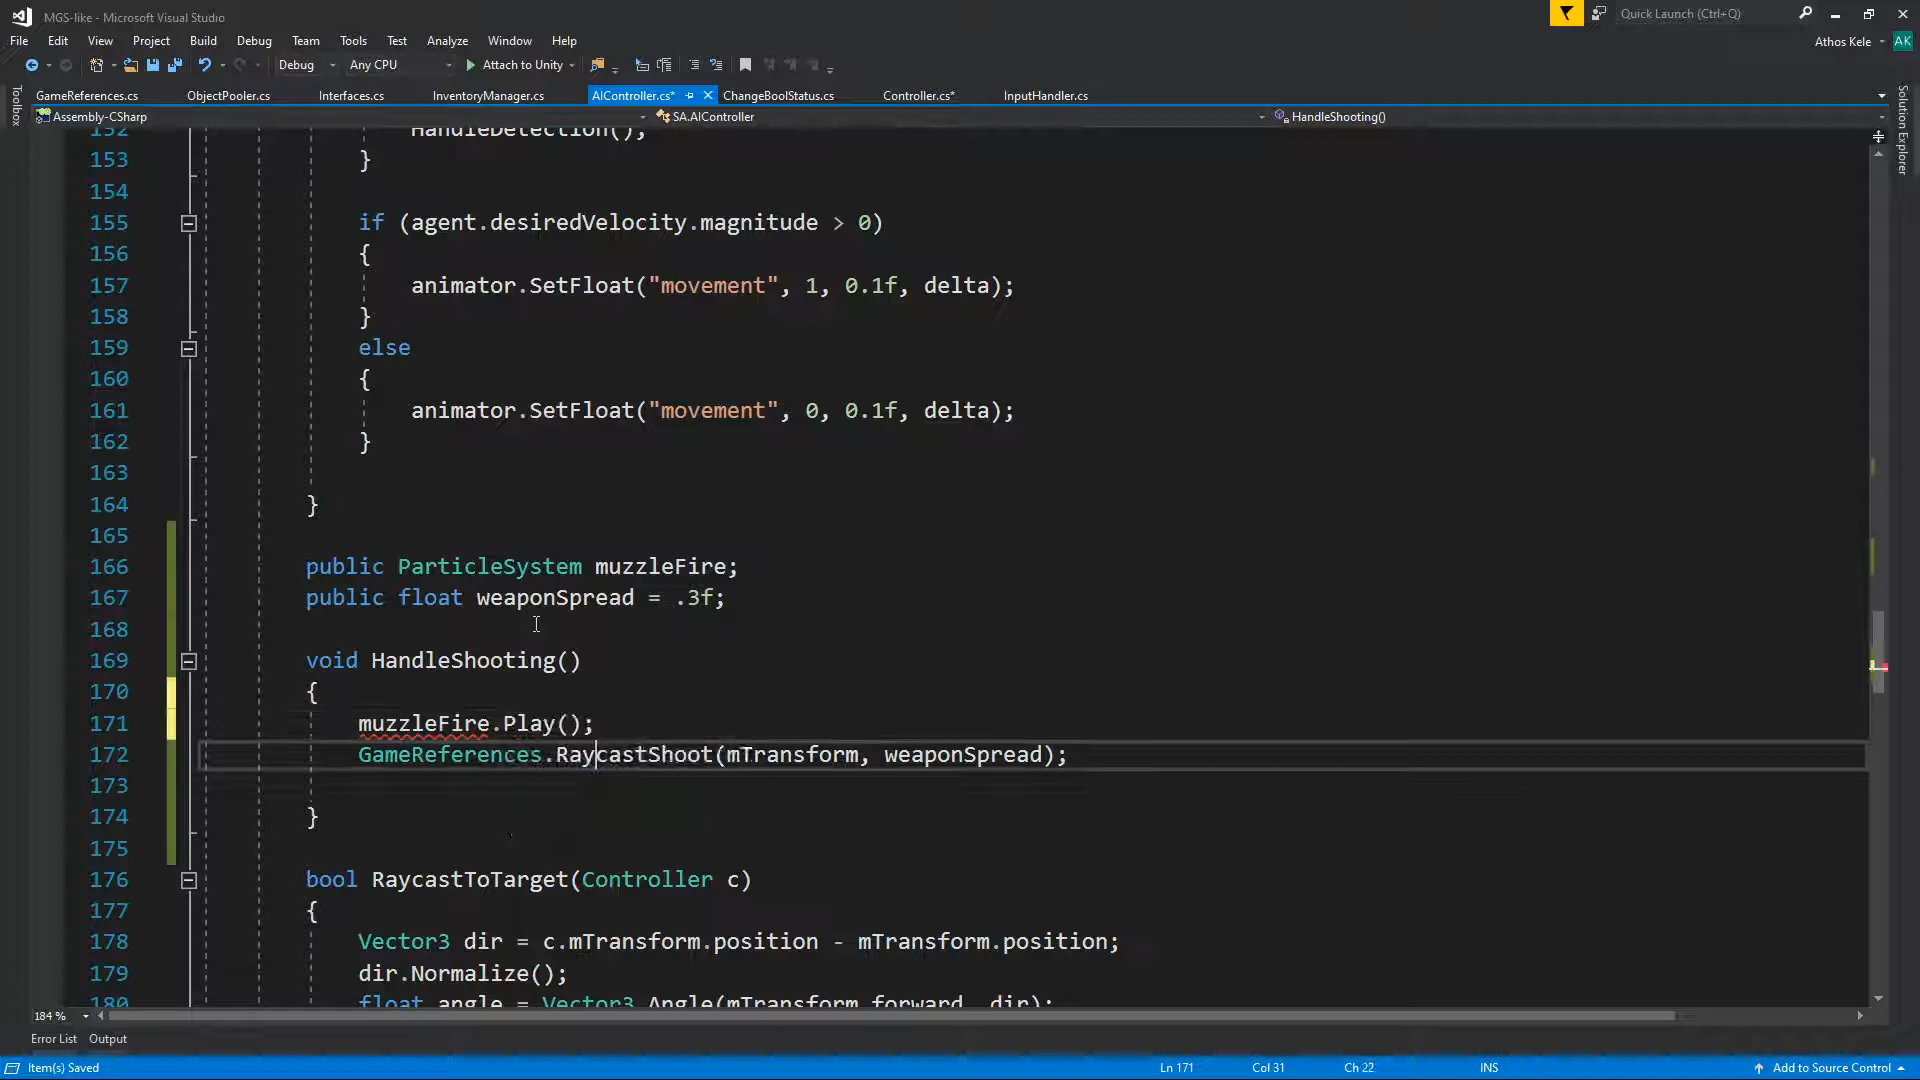 MGS-like - Microsoft Visual Studio
Quick Launch (Ctrl+Q)
File Edit View Project Build Debug Team Tools Test Analyze Window Help
Athos Kele AK
Debug Any CPU Attach to Unity
Toolbox
GameReferences.cs ObjectPooler.cs Interfaces.cs InventoryManager.cs AIController.cs* ChangeBoolStatus.cs Controller.cs* InputHandler.cs
Solution Explorer
Assembly-CSharp SA.AIController HandleShooting()
152 HandleDetection();
153 }
154
155 if (agent.desiredVelocity.magnitude > 0)
156 {
157 animator.SetFloat("movement", 1, 0.1f, delta);
158 }
159 else
160 {
161 animator.SetFloat("movement", 0, 0.1f, delta);
162 }
163
164 }
165
166 public ParticleSystem muzzleFire;
167 public float weaponSpread = .3f;
168
169 void HandleShooting()
170 {
171 muzzleFire.Play();
172 GameReferences.RaycastShoot(mTransform, weaponSpread);
173
174 }
175
176 bool RaycastToTarget(Controller c)
177 {
178 Vector3 dir = c.mTransform.position - mTransform.position;
179 dir.Normalize();
180 float angle = Vector3.Angle(mTransform.forward, dir);
184 %
Error List Output
Item(s) Saved Ln 171 Col 31 Ch 22 INS Add to Source Control